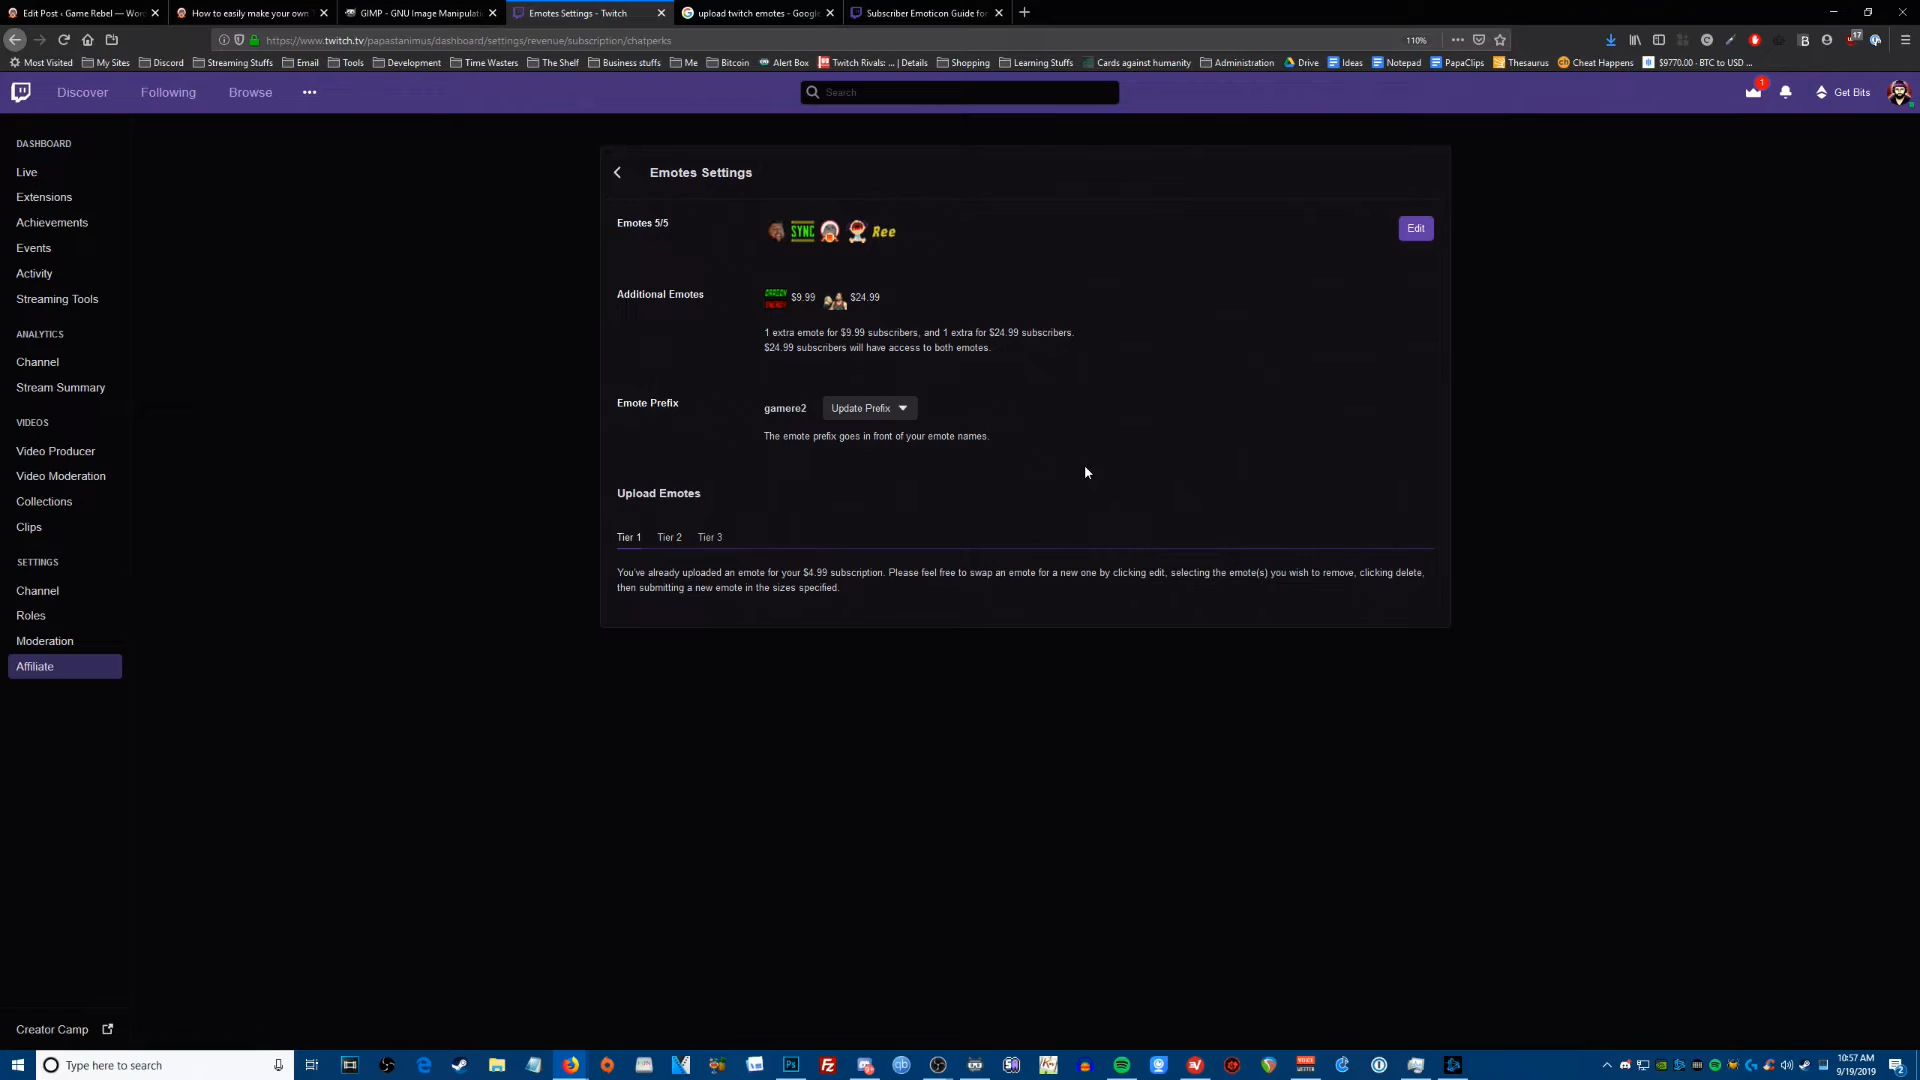 Edit Post ‹ Game Rebel — Wor
How to easily make your own
GIMP - GNU Image Manipulati
Emotes Settings - Twitch
upload twitch emotes - Google
Subscriber Emoticon Guide for
https://www.twitch.tv/papastanimus/dashboard/settings/revenue/subscription/chatperks
110%
17
Most Visited
My Sites
Discord
Streaming Stuffs
Email
Tools
Development
Time Wasters
The Shelf
Business stuffs
Me
Bitcoin
Alert Box
Twitch Rivals: ... | Details
Shopping
Learning Stuffs
Cards against humanity
Administration
Drive
Ideas
Notepad
PapaClips
Thesaurus
Cheat Happens
$9770.00 - BTC to USD ...
Discover
Following
Browse
Search
1
Get Bits
DASHBOARD
Live
Extensions
Achievements
Events
Activity
Streaming Tools
ANALYTICS
Channel
Stream Summary
VIDEOS
Video Producer
Video Moderation
Collections
Clips
SETTINGS
Channel
Roles
Moderation
Affiliate
Creator Camp
Emotes Settings
Emotes 5/5
SYNC
Ree
Edit
Additional Emotes
$9.99
$24.99
1 extra emote for $9.99 subscribers, and 1 extra for $24.99 subscribers.
$24.99 subscribers will have access to both emotes.
Emote Prefix
gamere2
Update Prefix
The emote prefix goes in front of your emote names.
Upload Emotes
Tier 1 Tier 2 Tier 3
You've already uploaded an emote for your $4.99 subscription. Please feel free to swap an emote for a new one by clicking edit, selecting the emote(s) you wish to remove, clicking delete,
then submitting a new emote in the sizes specified.
Type here to search
10:57 AM
9/19/2019
2